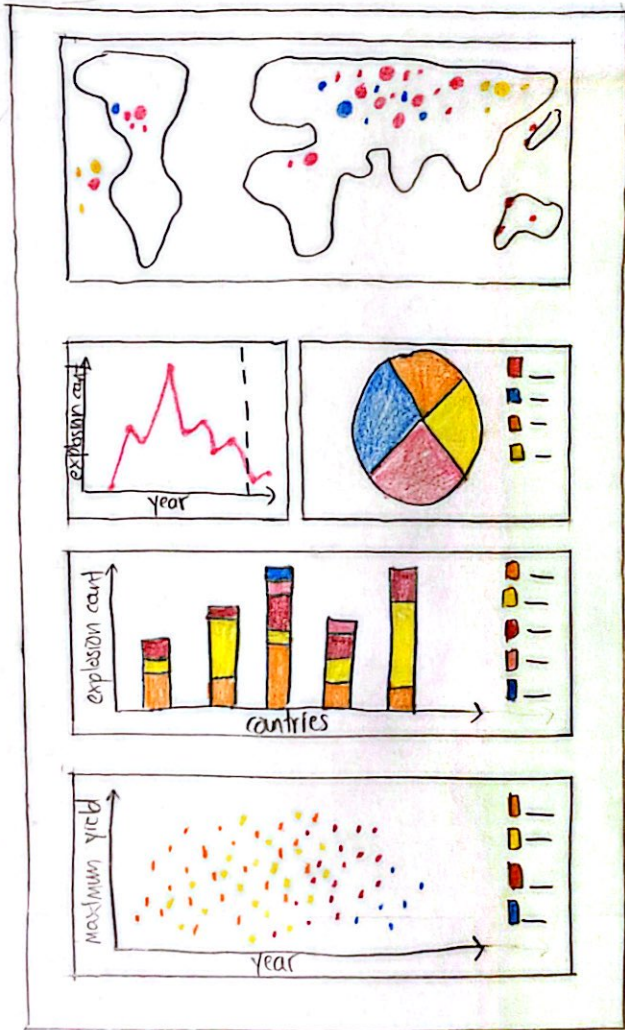 explosion count
year
explosion count
countries
maximum yield
year